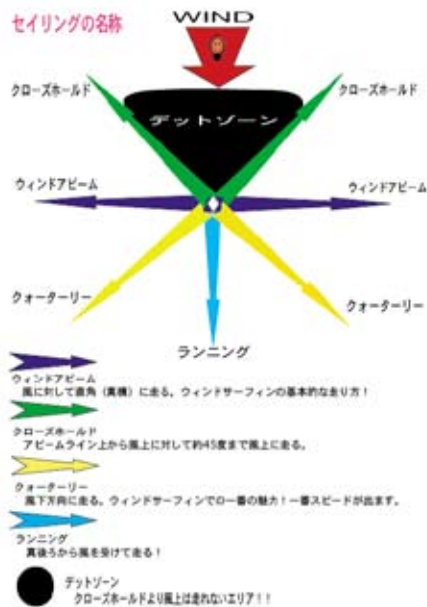 セイリングの名称
WIND
クローズホールド
クローズホールド
デットゾーン
ウィンドアビーム
ウィンドアビーム
クォーターリー
クォーターリー
ランニング
ウィンドアビーム
風に対して直角（真横）に走る。ウィンドサーフィンの基本的な走り方！
クローズホールド
アビームライン上から風上に対して約45度まで風上に走る。
クォーターリー
風下方向に走る。ウィンドサーフィンでの一番の魅力！一番スピードが出ます。
ランニング
真後ろから風を受けて走る！
デットゾーン
クローズホールドより風上は走れないエリア！！